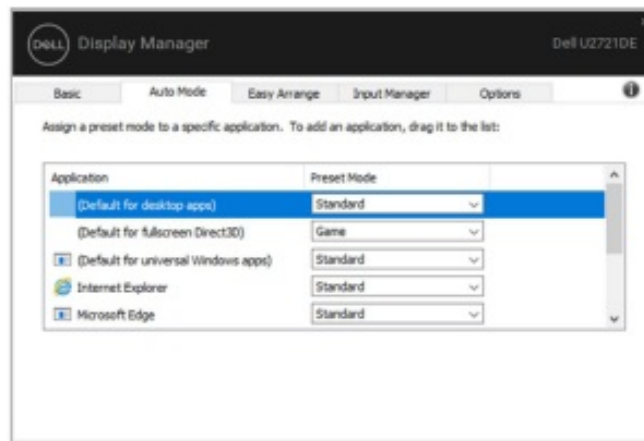 DELL Display Manager Dell U2721DE
Basic Auto Mode Easy Arrange Input Manager Options
Assign a preset mode to a specific application. To add an application, drag it to the list:
Application Preset Mode
(Default for desktop apps) Standard
(Default for fullscreen Direct3D) Game
(Default for universal Windows apps) Standard
Internet Explorer Standard
Microsoft Edge Standard